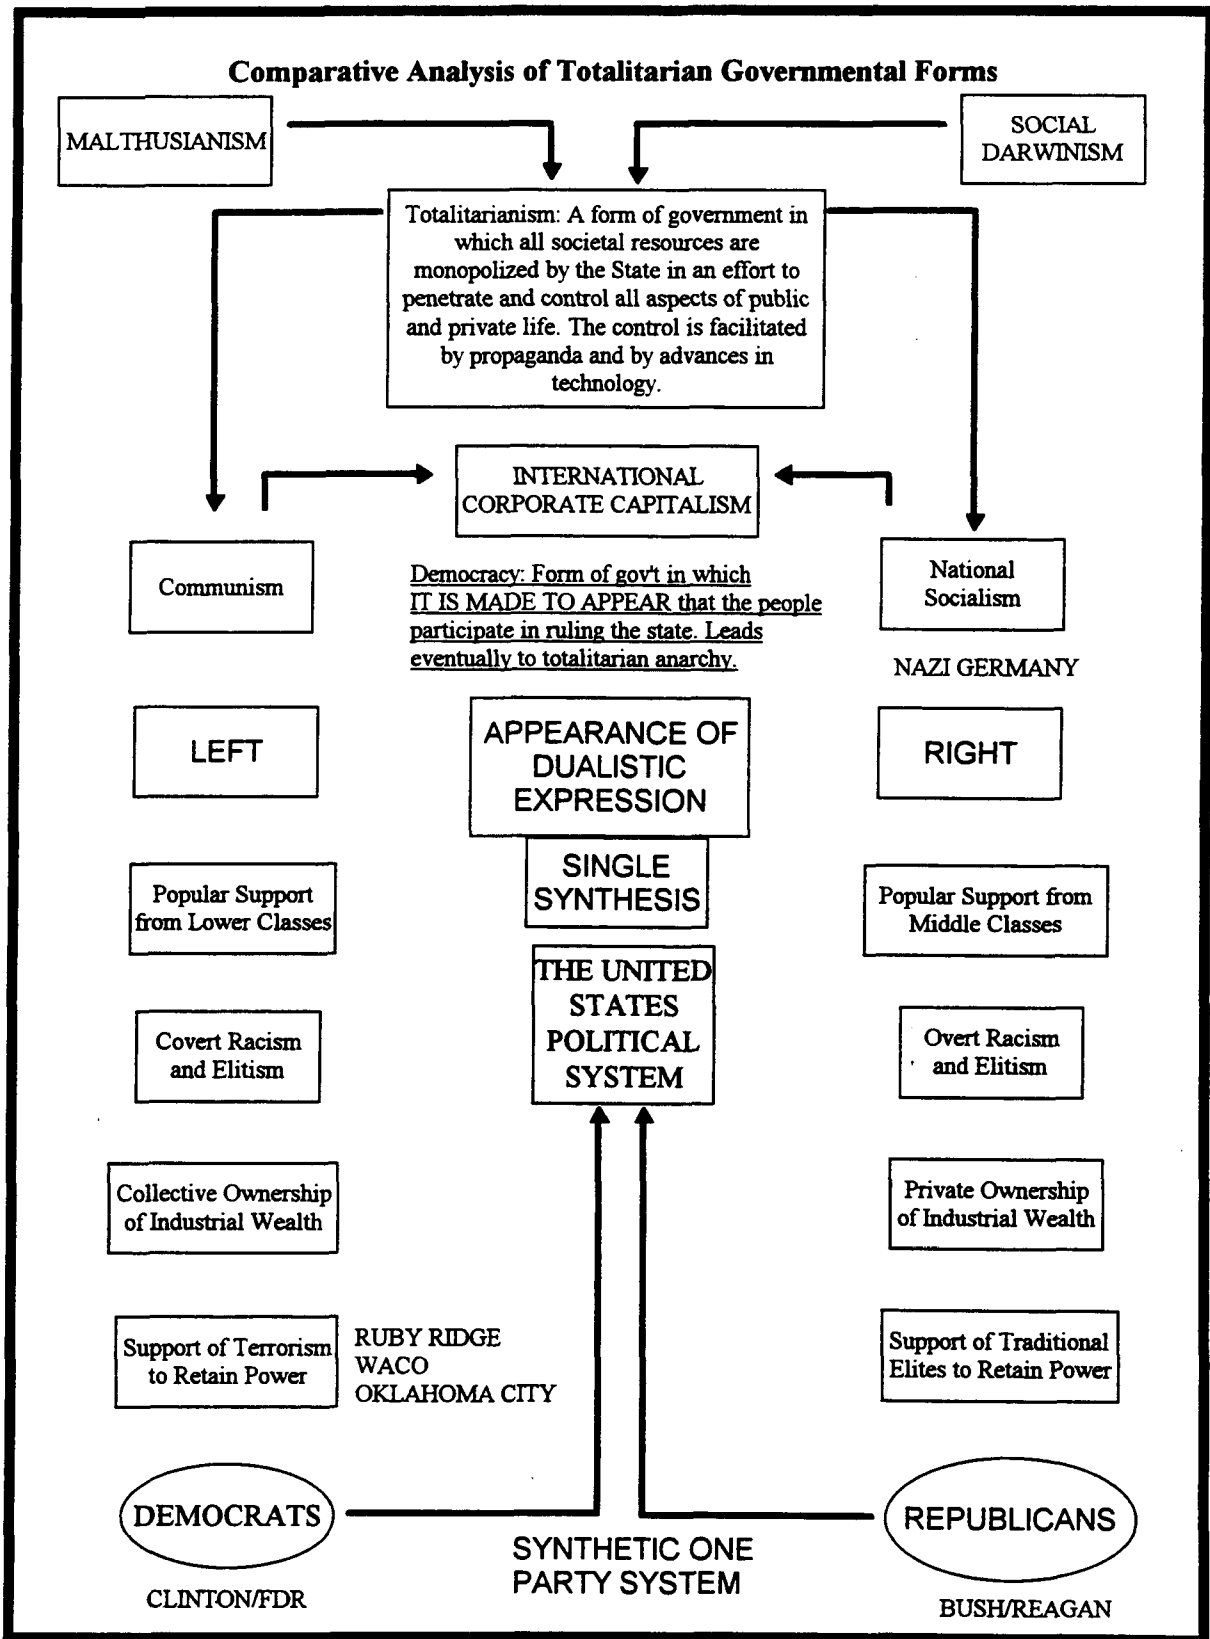 Comparative Analysis of Totalitarian Governmental Forms
MALTHUSIANISM
SOCIAL
DARWINISM
Totalitarianism: A form of government in
which all societal resources are
monopolized by the State in an effort to
penetrate and control all aspects of public
and private life. The control is facilitated
by propaganda and by advances in
technology.
INTERNATIONAL
CORPORATE CAPITALISM
Communism
Democracy: Form of gov't in which
IT IS MADE TO APPEAR that the people
participate in ruling the state. Leads
eventually to totalitarian anarchy.
National
Socialism
NAZI GERMANY
LEFT
APPEARANCE OF
DUALISTIC
EXPRESSION
RIGHT
SINGLE
SYNTHESIS
Popular Support
from Lower Classes
Popular Support from
Middle Classes
THE UNITED
STATES
POLITICAL
SYSTEM
Covert Racism
and Elitism
Overt Racism
and Elitism
Collective Ownership
of Industrial Wealth
Private Ownership
of Industrial Wealth
Support of Terrorism
to Retain Power
RUBY RIDGE
WACO
OKLAHOMA CITY
Support of Traditional
Elites to Retain Power
DEMOCRATS
REPUBLICANS
SYNTHETIC ONE
PARTY SYSTEM
CLINTON/FDR
BUSH/REAGAN